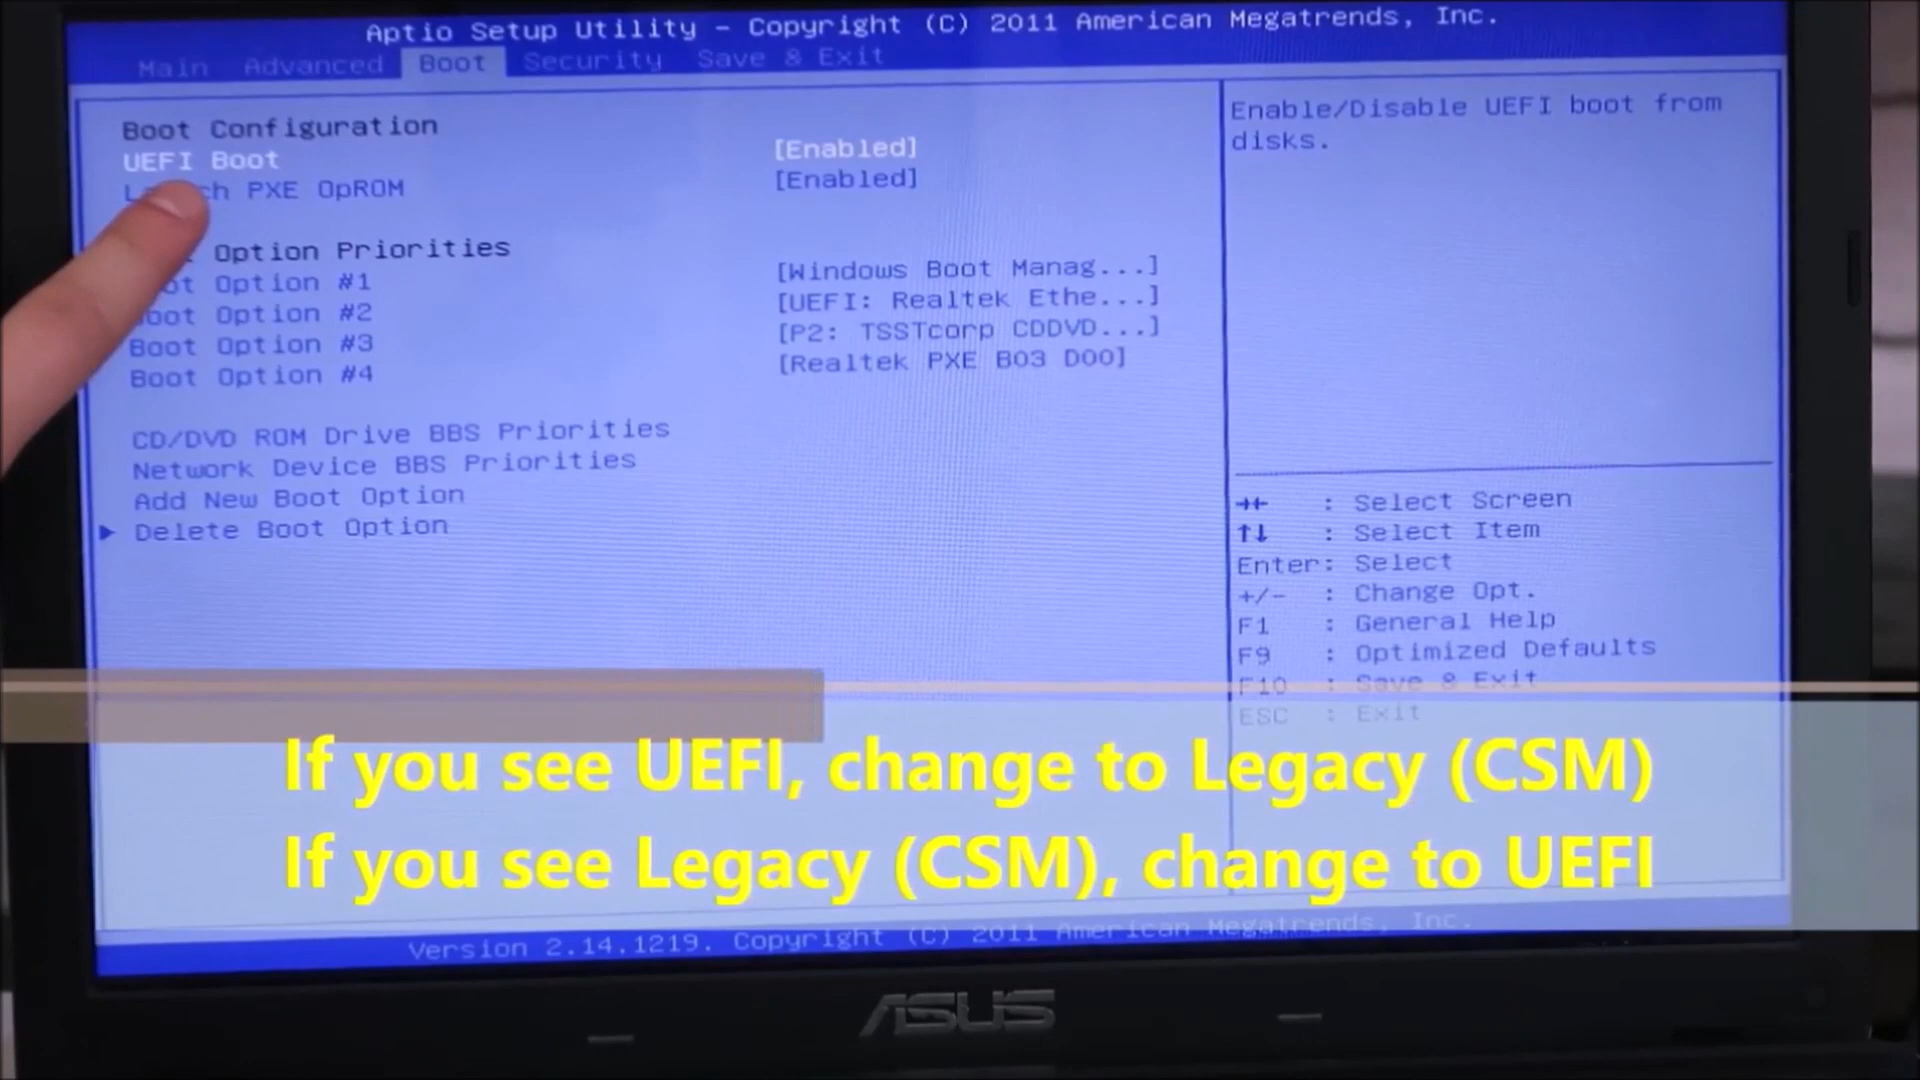 Aptio Setup Utility - Copyright (C) 2011 American Megatrends, Inc.
Main Advanced Boot Security Save & Exit
Boot Configuration
UEFI Boot [Enabled]
PXE OpROM [Enabled]
Option Priorities
Option #1 [Windows Boot Manag...]
Boot Option #2 [UEFI: Realtek Ethe...]
Boot Option #3 [P2: TSSTcorp CDDVD...]
Boot Option #4 [Realtek PXE B03 D00]
CD/DVD ROM Drive BBS Priorities
Network Device BBS Priorities
Add New Boot Option
Delete Boot Option
Enable/Disable UEFI boot from
disks.
→← : Select Screen
↑↓ : Select Item
Enter: Select
+/- : Change Opt.
F1 : General Help
F9 : Optimized Defaults
F10 : Save & Exit
ESC : Exit
If you see UEFI, change to Legacy (CSM)
If you see Legacy (CSM), change to UEFI
Version 2.14.1219. Copyright (C) 2011 American Megatrends, Inc.
ASUS